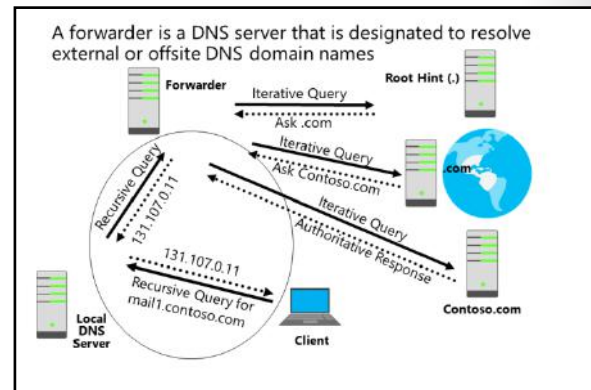 A forwarder is a DNS server that is designated to resolve
external or offsite DNS domain names
Forwarder
Root Hint (.)
Iterative Query
Ask .com
Iterative Query
Ask Contoso.com
.com
Iterative Query
Authoritative Response
Recursive Query
131.107.0.11
131.107.0.11
Recursive Query for
mail1.contoso.com
Local
DNS
Server
Client
Contoso.com